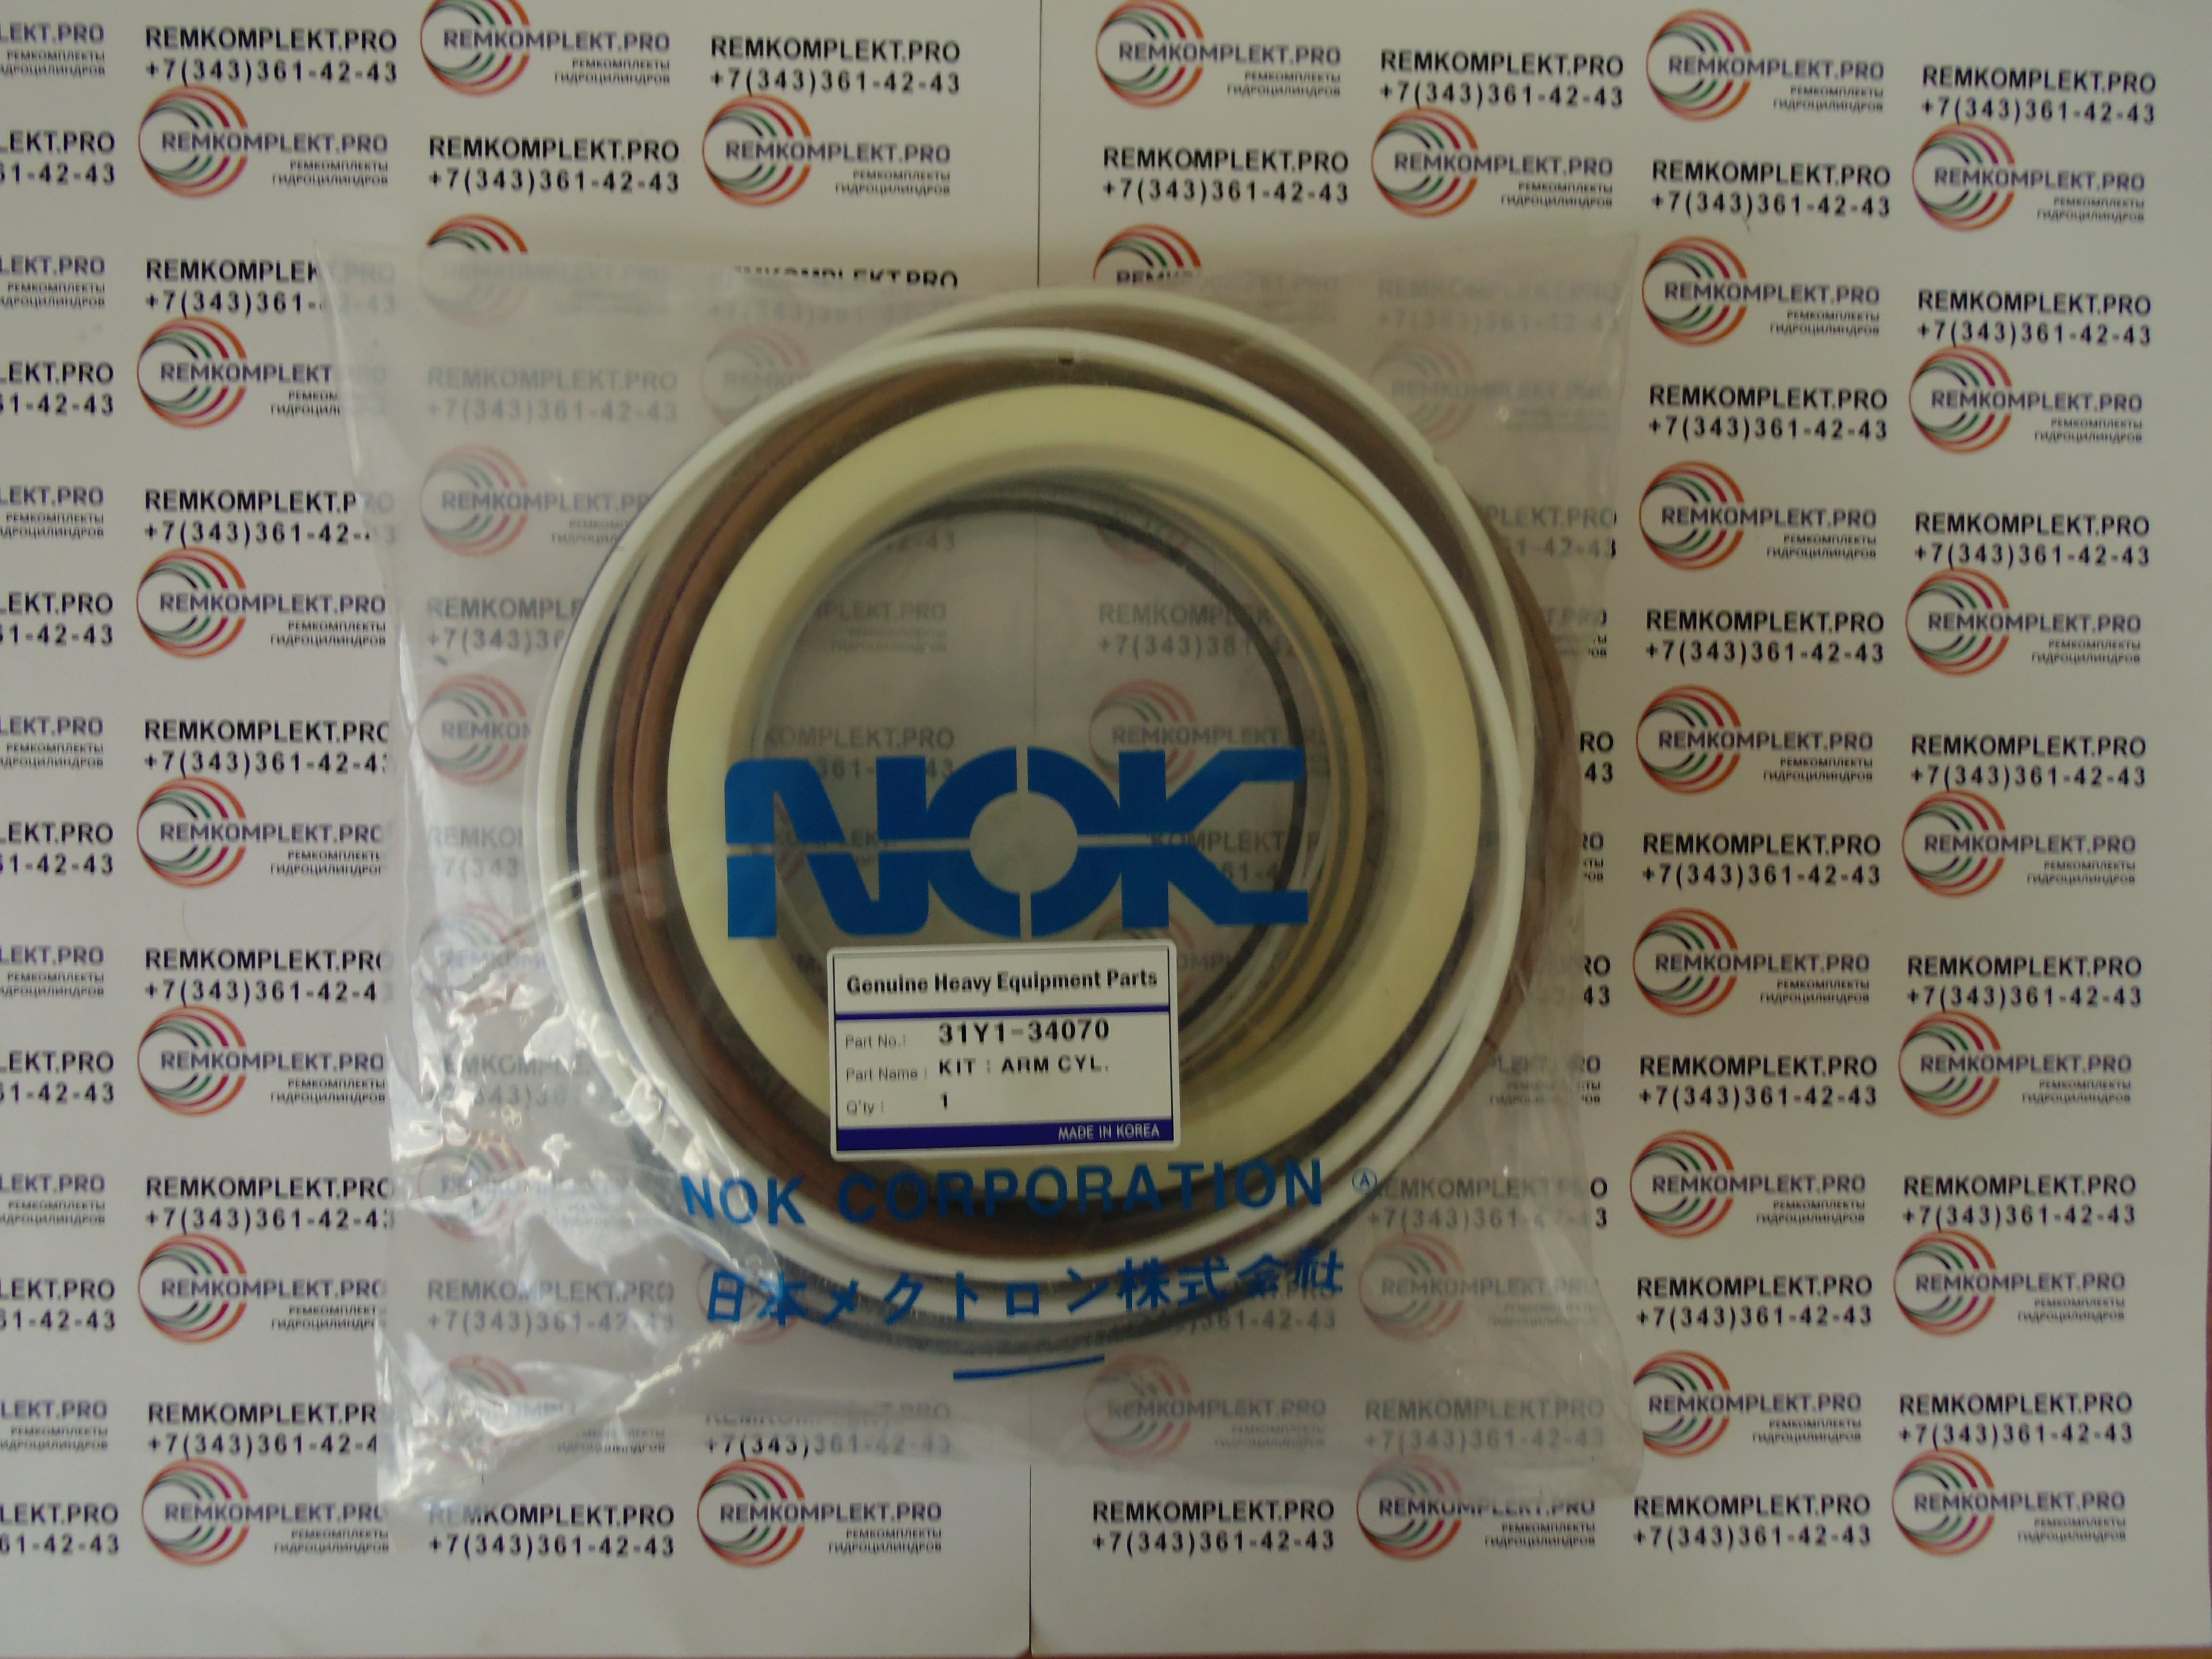 REMKOMPLEKT.PRO
+7(343)361-42-43
REMKOMPLEKT.PRO
РЕМКОМПЛЕКТЫ
ГИДРОЦИЛИНДРОВ
NOK
Genuine Heavy Equipment Parts
Part No.: 31Y1-34070
Part Name : KIT : ARM CYL.
Q'ty : 1
MADE IN KOREA
NOK CORPORATION Ⓐ
日本メクトロン株式会社